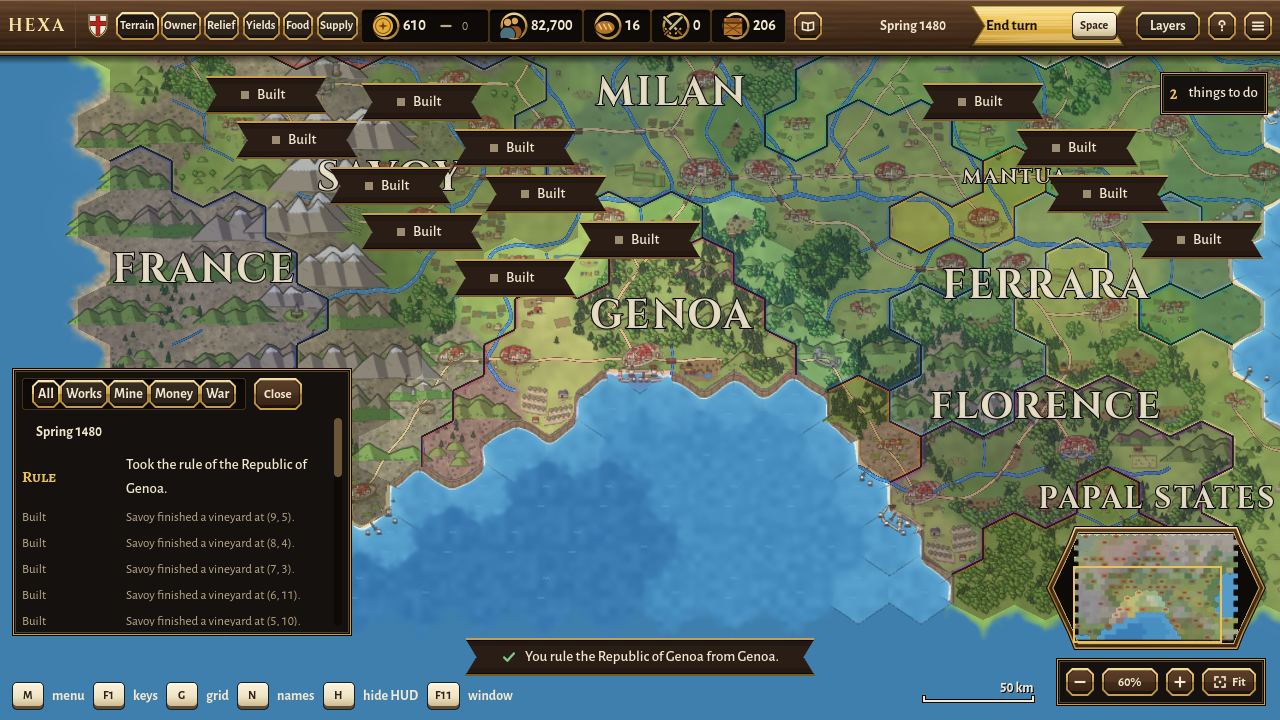 HEXA
Terrain
Owner
Relief
Yields
Food
Supply
610 — 0
82,700
16
0
206
Spring 1480
End turn
Space
Layers
?
MILAN
Built
Built
Built
2 things to do
Built
Built
Built
SAVOY
MANTUA
Built
Built
Built
Built
Built
Built
Built
FRANCE
FERRARA
Built
GENOA
All
Works
Mine
Money
War
Close
FLORENCE
Spring 1480
RULE
Took the rule of the Republic of
Genoa.
PAPAL STATES
Built Savoy finished a vineyard at (9, 5).
Built Savoy finished a vineyard at (8, 4).
Built Savoy finished a vineyard at (7, 3).
Built Savoy finished a vineyard at (6, 11).
Built Savoy finished a vineyard at (5, 10).
You rule the Republic of Genoa from Genoa.
M menu
F1 keys
G grid
N names
H hide HUD
F11 window
50 km
60%
Fit